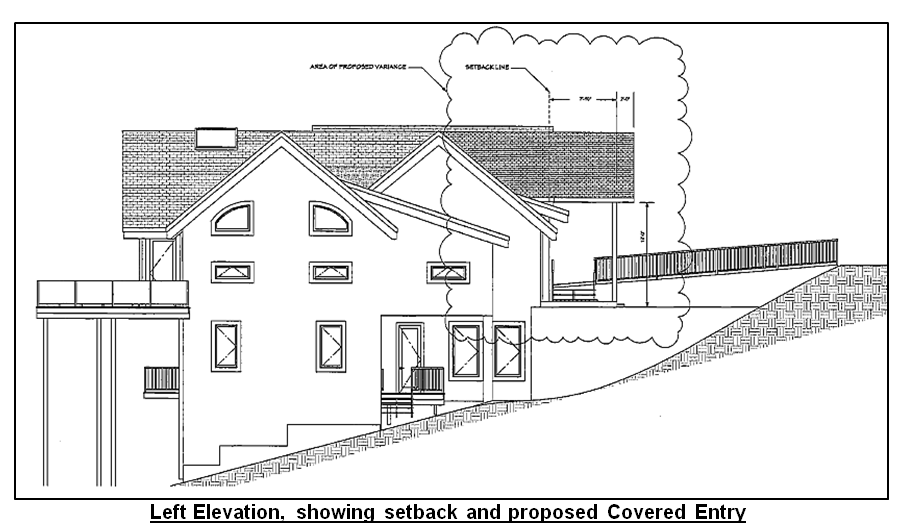 AREA OF PROPOSED VARIANCE
SETBACK LINE
Left Elevation, showing setback and proposed Covered Entry